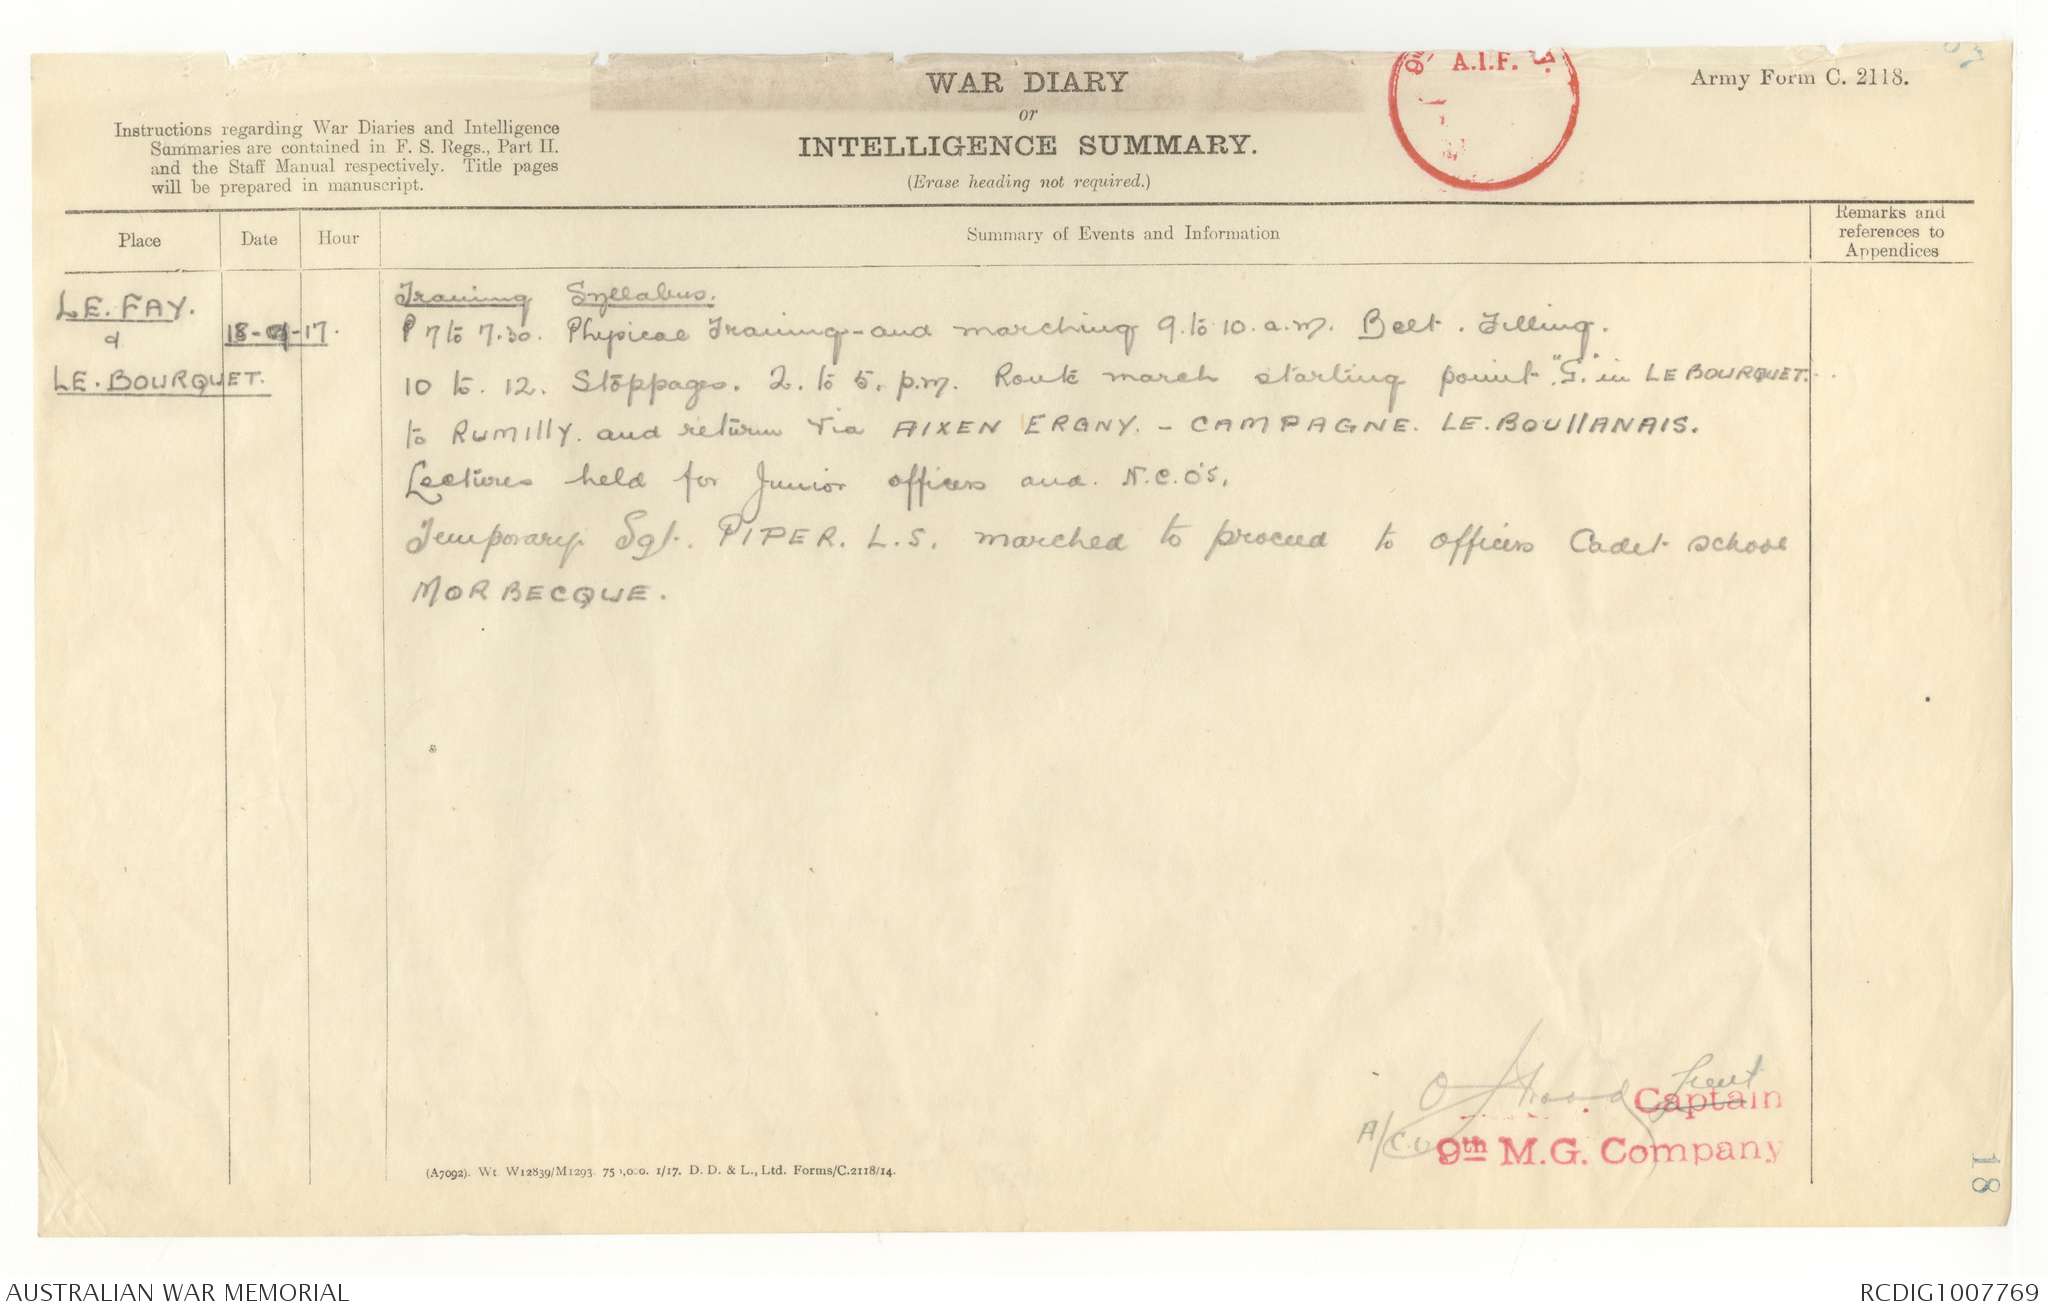 WAR DIARY
or
INTELLIGENCE SUMMARY.
(Erase heading not required.)
A.I.F.
Army Form C. 2118.
Instructions regarding War Diaries and Intelligence
Summaries are contained in F. S. Regs., Part II.
and the Staff Manual respectively. Title pages
will be prepared in manuscript.
Place
Date
Hour
Summary of Events and Information
Remarks and
references to
Appendices
LE. FAY.
&
LE. BOURQUET.
18-9-17.
Training Syllabus.
7 to 7.30. Physical Training - and marching 9. to 10. a.m. Belt. Filling.
10 to. 12. Stoppages. 2. to 5. p.m. Route march starting point "G." in LE BOURQUET.
to RUMIllY. and return via AIXEN ERGNY. - CAMPAGNE. LE. BOUllANAIS.
Lectures held for Junior officers and. N.C.O's.
Temporary Sgt. PIPER. L.S. marched to proceed to officers Cadet school
MORBECQUE.
Lieut
Captain
A/C.O.
9th M.G. Company
(A7092). Wt. W12839/M1293. 750,000. 1/17. D. D. & L., Ltd. Forms/C.2118/14.
18
AUSTRALIAN WAR MEMORIAL
RCDIG1007769